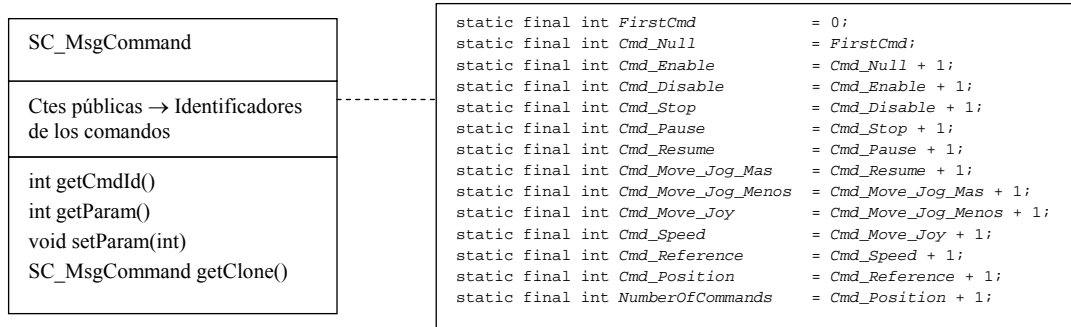 SC_MsgCommand
Ctes públicas → Identificadores
de los comandos
int getCmdId()
int getParam()
void setParam(int)
SC_MsgCommand getClone()
static final int FirstCmd = 0;
static final int Cmd_Null = FirstCmd;
static final int Cmd_Enable = Cmd_Null + 1;
static final int Cmd_Disable = Cmd_Enable + 1;
static final int Cmd_Stop = Cmd_Disable + 1;
static final int Cmd_Pause = Cmd_Stop + 1;
static final int Cmd_Resume = Cmd_Pause + 1;
static final int Cmd_Move_Jog_Mas = Cmd_Resume + 1;
static final int Cmd_Move_Jog_Menos = Cmd_Move_Jog_Mas + 1;
static final int Cmd_Move_Joy = Cmd_Move_Jog_Menos + 1;
static final int Cmd_Speed = Cmd_Move_Joy + 1;
static final int Cmd_Reference = Cmd_Speed + 1;
static final int Cmd_Position = Cmd_Reference + 1;
static final int NumberOfCommands = Cmd_Position + 1;